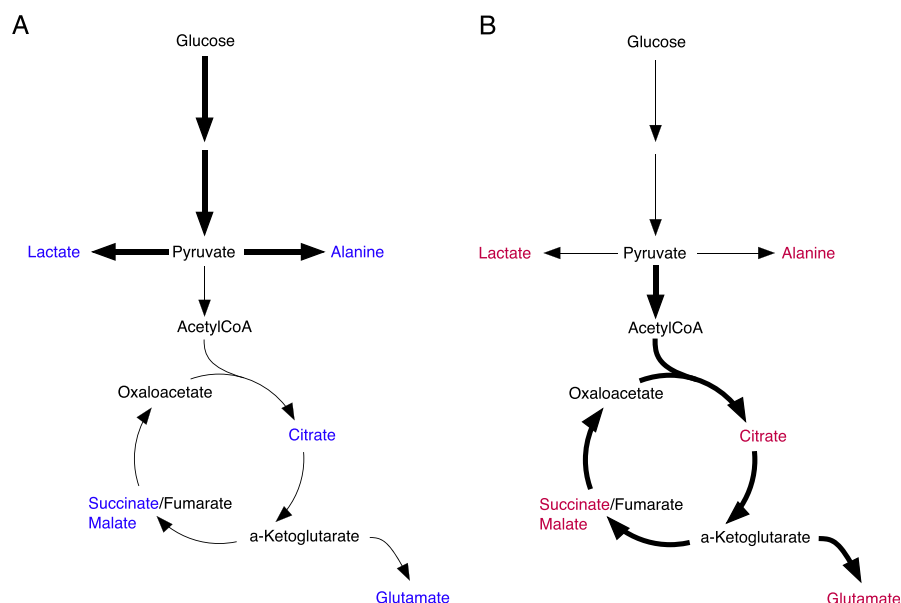 A
Glucose
Lactate
Pyruvate
Alanine
AcetylCoA
Oxaloacetate
Citrate
Succinate/Fumarate
Malate
a-Ketoglutarate
Glutamate
B
Glucose
Lactate
Pyruvate
Alanine
AcetylCoA
Oxaloacetate
Citrate
Succinate/Fumarate
Malate
a-Ketoglutarate
Glutamate